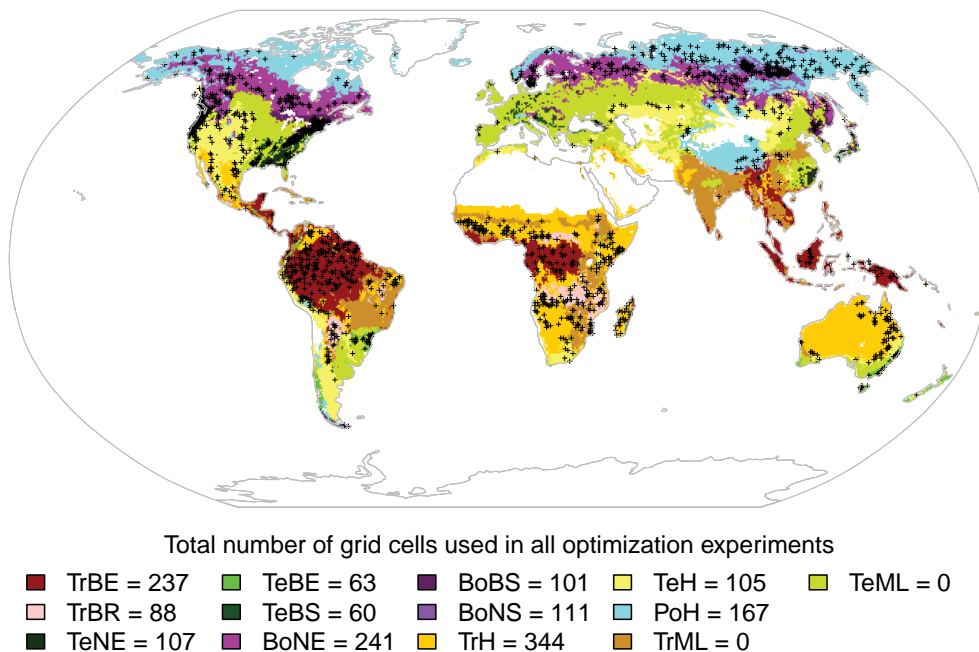 Total number of grid cells used in all optimization experiments
TrBE = 237 TeBE = 63 BoBS = 101 TeH = 105 TeML = 0
TrBR = 88 TeBS = 60 BoNS = 111 PoH = 167
TeNE = 107 BoNE = 241 TrH = 344 TrML = 0